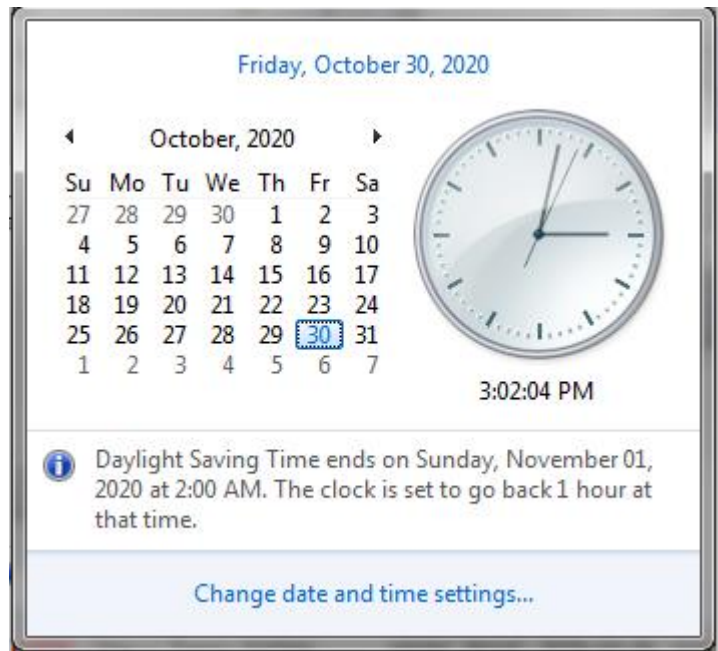 Friday, October 30, 2020
October, 2020
Su Mo Tu We Th Fr Sa
27 28 29 30 1 2 3
4 5 6 7 8 9 10
11 12 13 14 15 16 17
18 19 20 21 22 23 24
25 26 27 28 29 30 31
1 2 3 4 5 6 7
3:02:04 PM
Daylight Saving Time ends on Sunday, November 01,
2020 at 2:00 AM. The clock is set to go back 1 hour at
that time.
Change date and time settings...